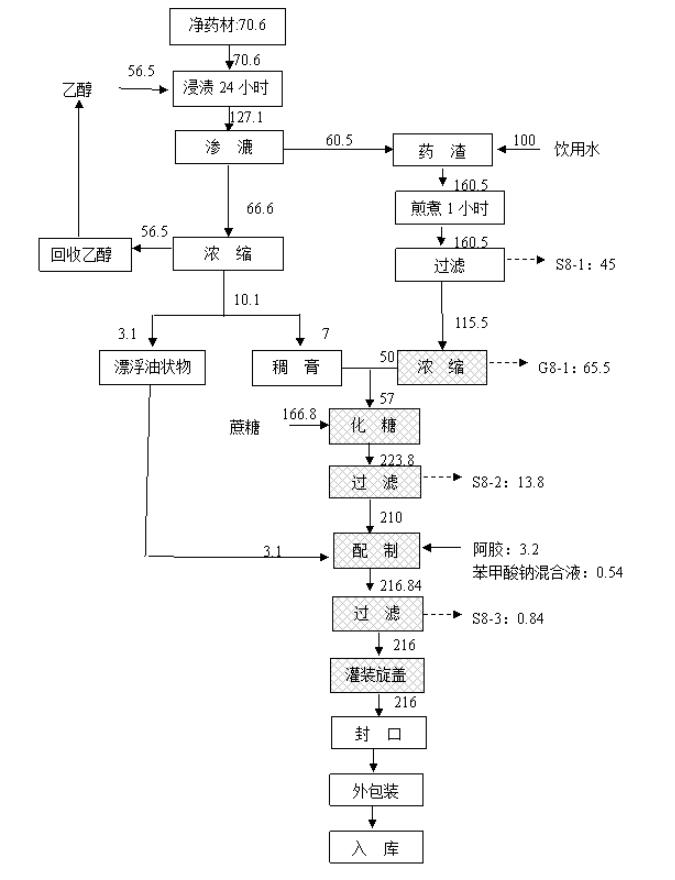 净药材:70.6
70.6
56.5
乙醇
浸渍 24 小时
127.1
渗 漉
60.5
药 渣
100
饮用水
160.5
煎煮 1 小时
66.6
160.5
56.5
回收乙醇
浓 缩
过滤
S8-1：45
10.1
115.5
3.1
7
漂浮油状物
稠 膏
50
浓 缩
G8-1：65.5
57
166.8
蔗糖
化 糖
223.8
过 滤
S8-2：13.8
210
配 制
3.1
阿胶：3.2
苯甲酸钠混合液：0.54
216.84
过 滤
S8-3：0.84
216
灌装旋盖
216
封 口
外包装
入 库